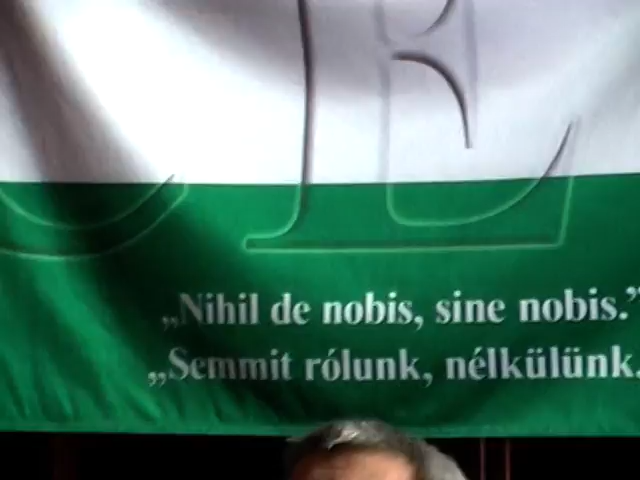 E
„Nihil de nobis, sine nobis.”
„Semmit rólunk, nélkülünk.